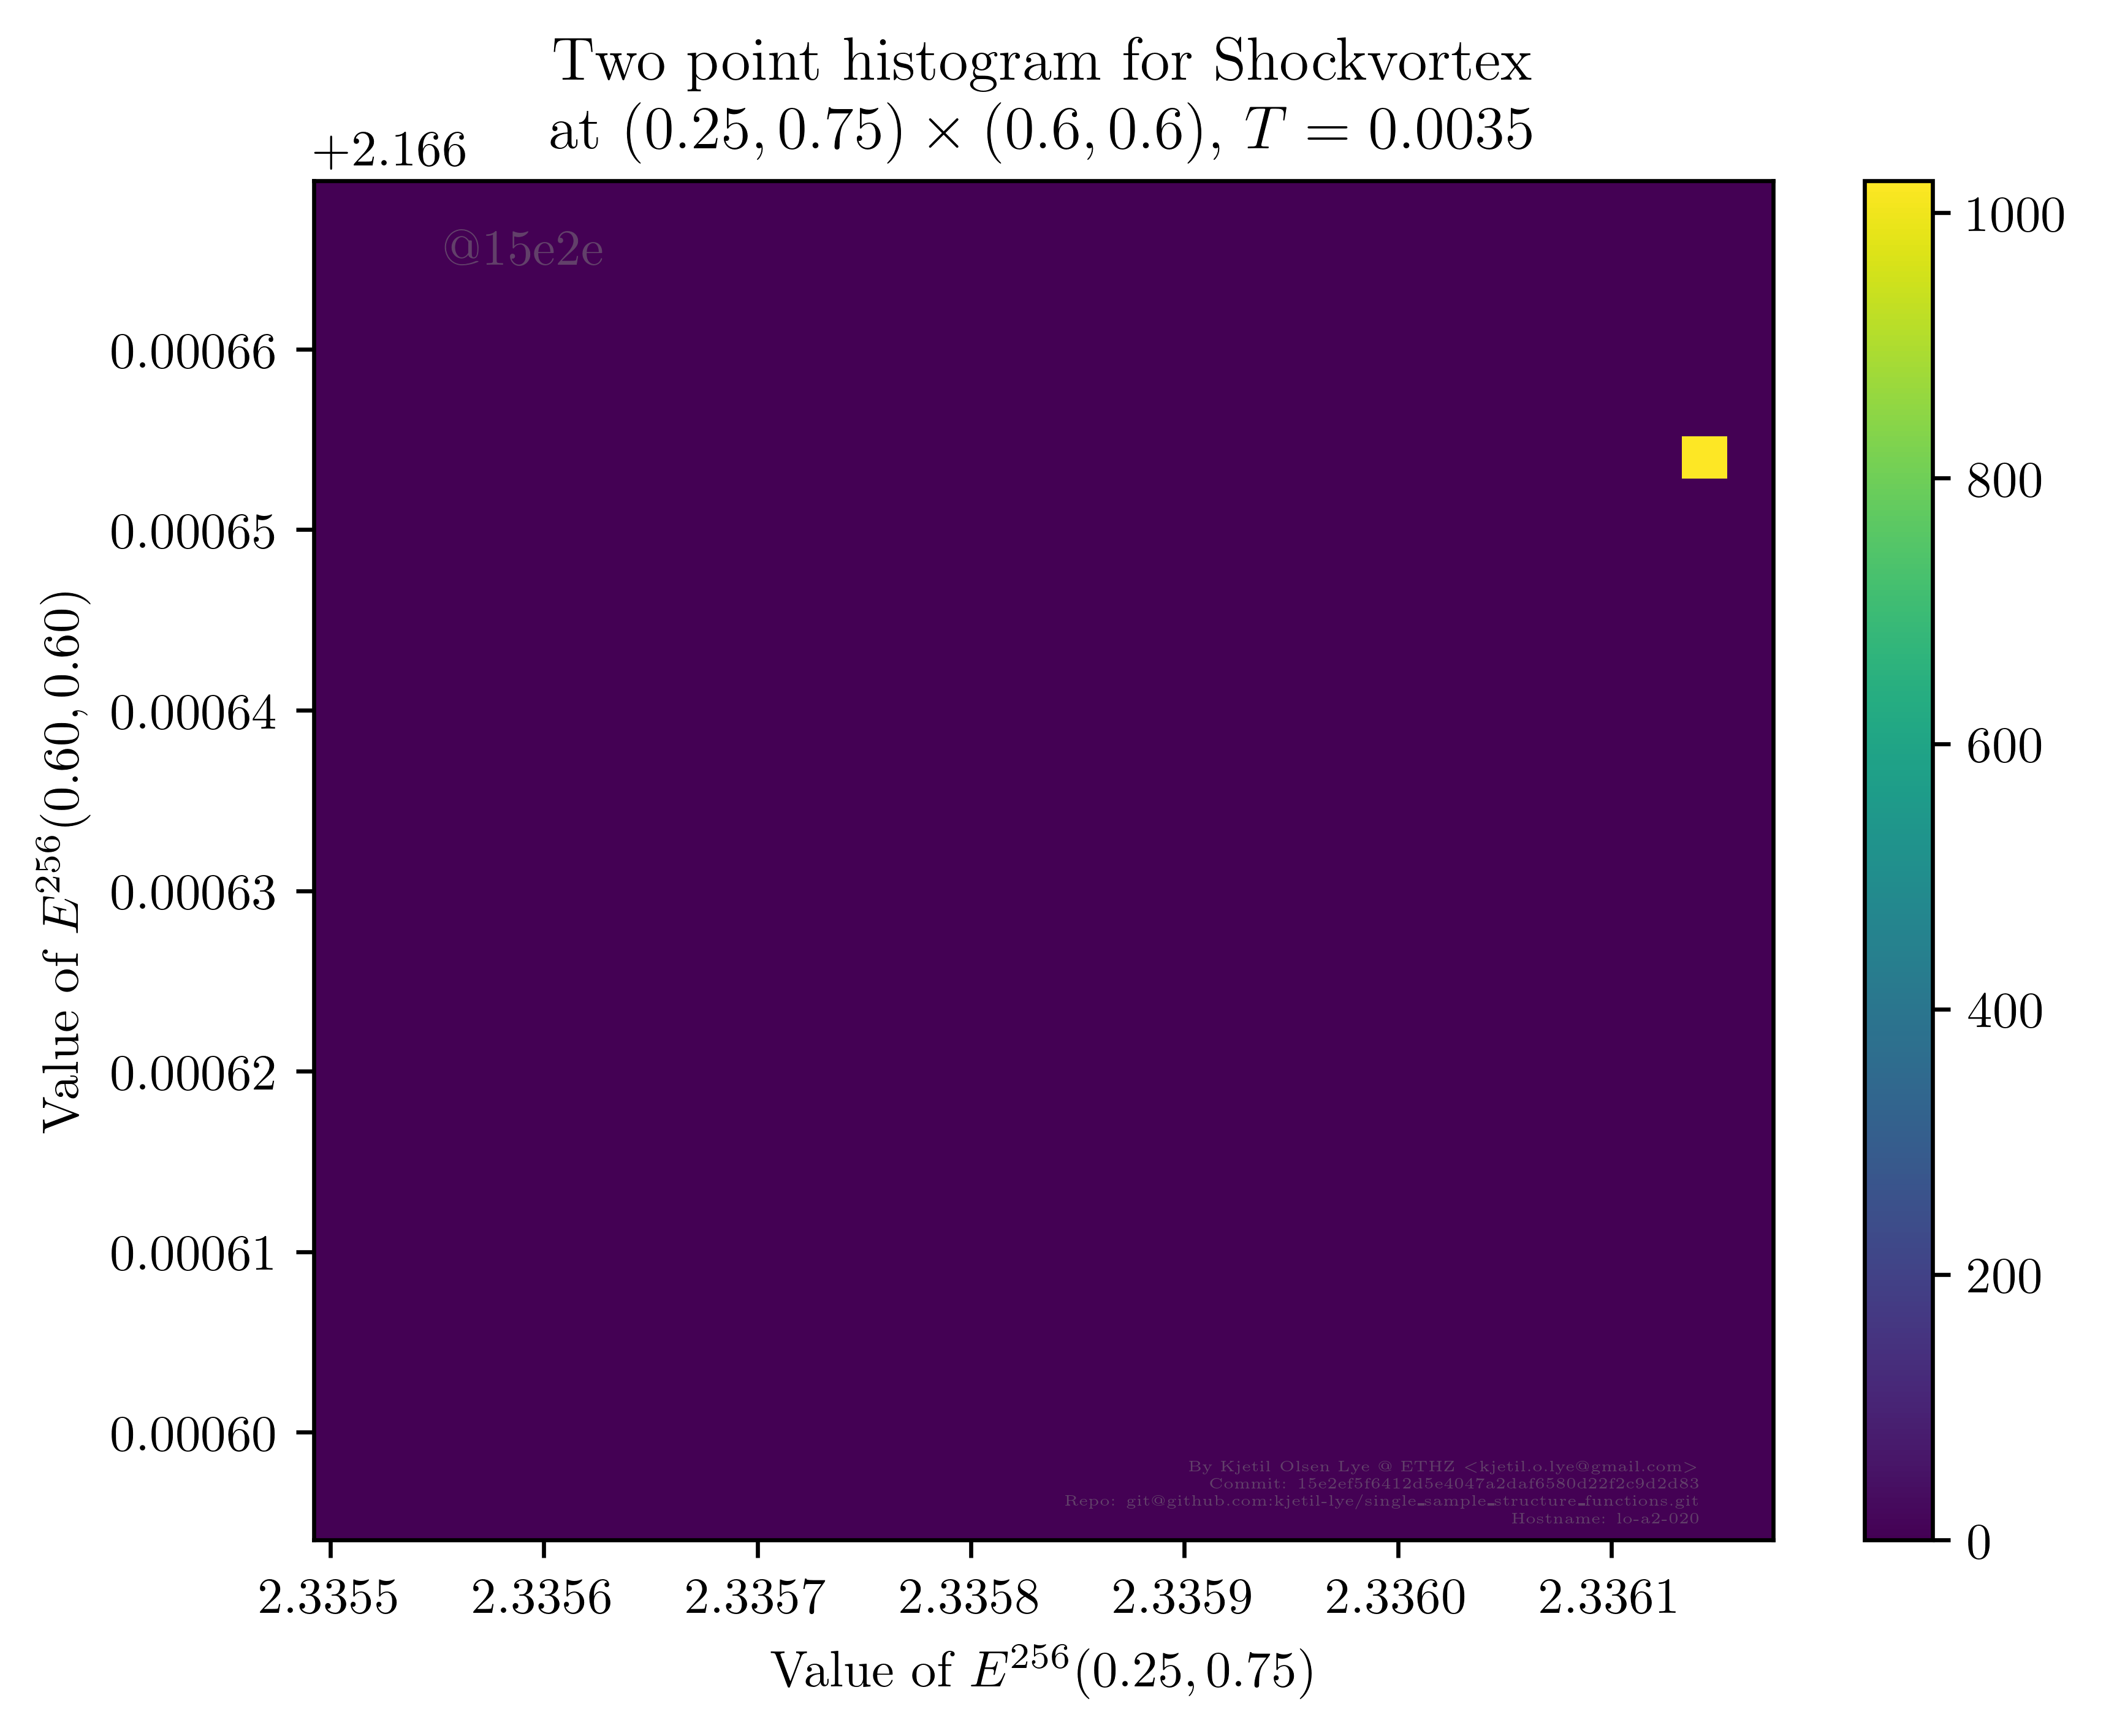 Two point histogram for Shockvortex
at (0.25, 0.75) × (0.6, 0.6), T = 0.0035
+2.166
@15e2e
0.00066
0.00065
0.00064
0.00063
0.00062
0.00061
0.00060
Value of E^256(0.60, 0.60)
1000
800
600
400
200
0
By Kjetil Olsen Lye @ ETHZ <kjetil.o.lye@gmail.com>
Commit: 15e2ef5f6412d5e4047a2daf6580d22f2c9d2d83
Repo: git@github.com:kjetil-lye/single_sample_structure_functions.git
Hostname: lo-a2-020
2.3355 2.3356 2.3357 2.3358 2.3359 2.3360 2.3361
Value of E^256(0.25, 0.75)